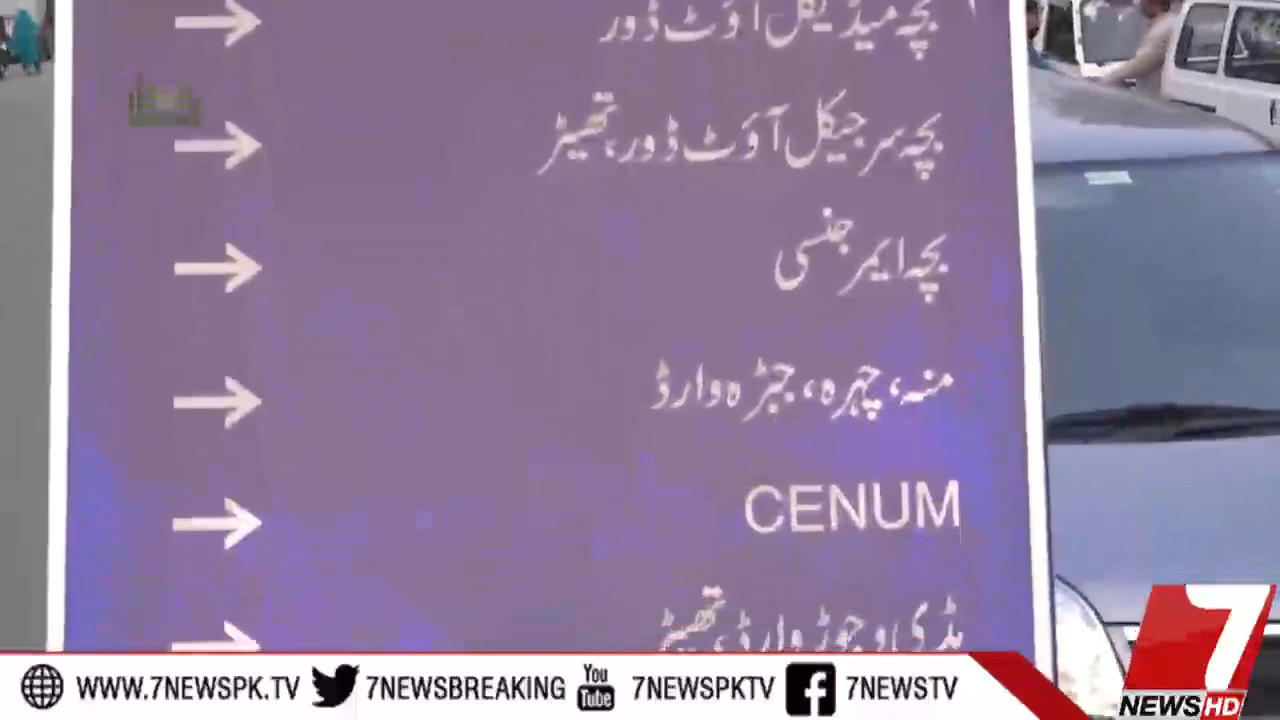 بچہ میڈیکل آؤٹ ڈور
بچہ سرجیکل آؤٹ ڈور، تھیٹر
بچہ ایمرجنسی
منہ، چہرہ، جبڑہ وارڈ
CENUM
ہڈی و جوڑ وارڈ، تھیٹر
WWW.7NEWSPK.TV 7NEWSBREAKING You Tube 7NEWSPKTV f 7NEWSTV
7 NEWS HD